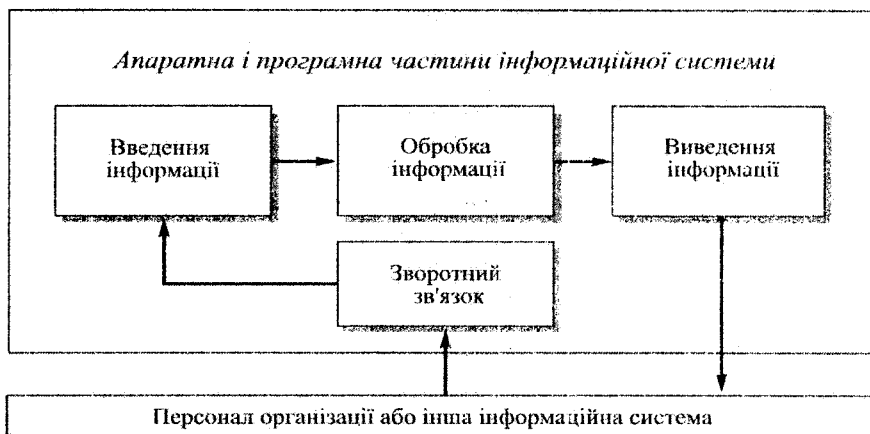 Апаратна і програмна частини інформаційної системи
Введення
інформації
Обробка
інформації
Виведення
інформації
Зворотний
зв'язок
Персонал організації або інша інформаційна система